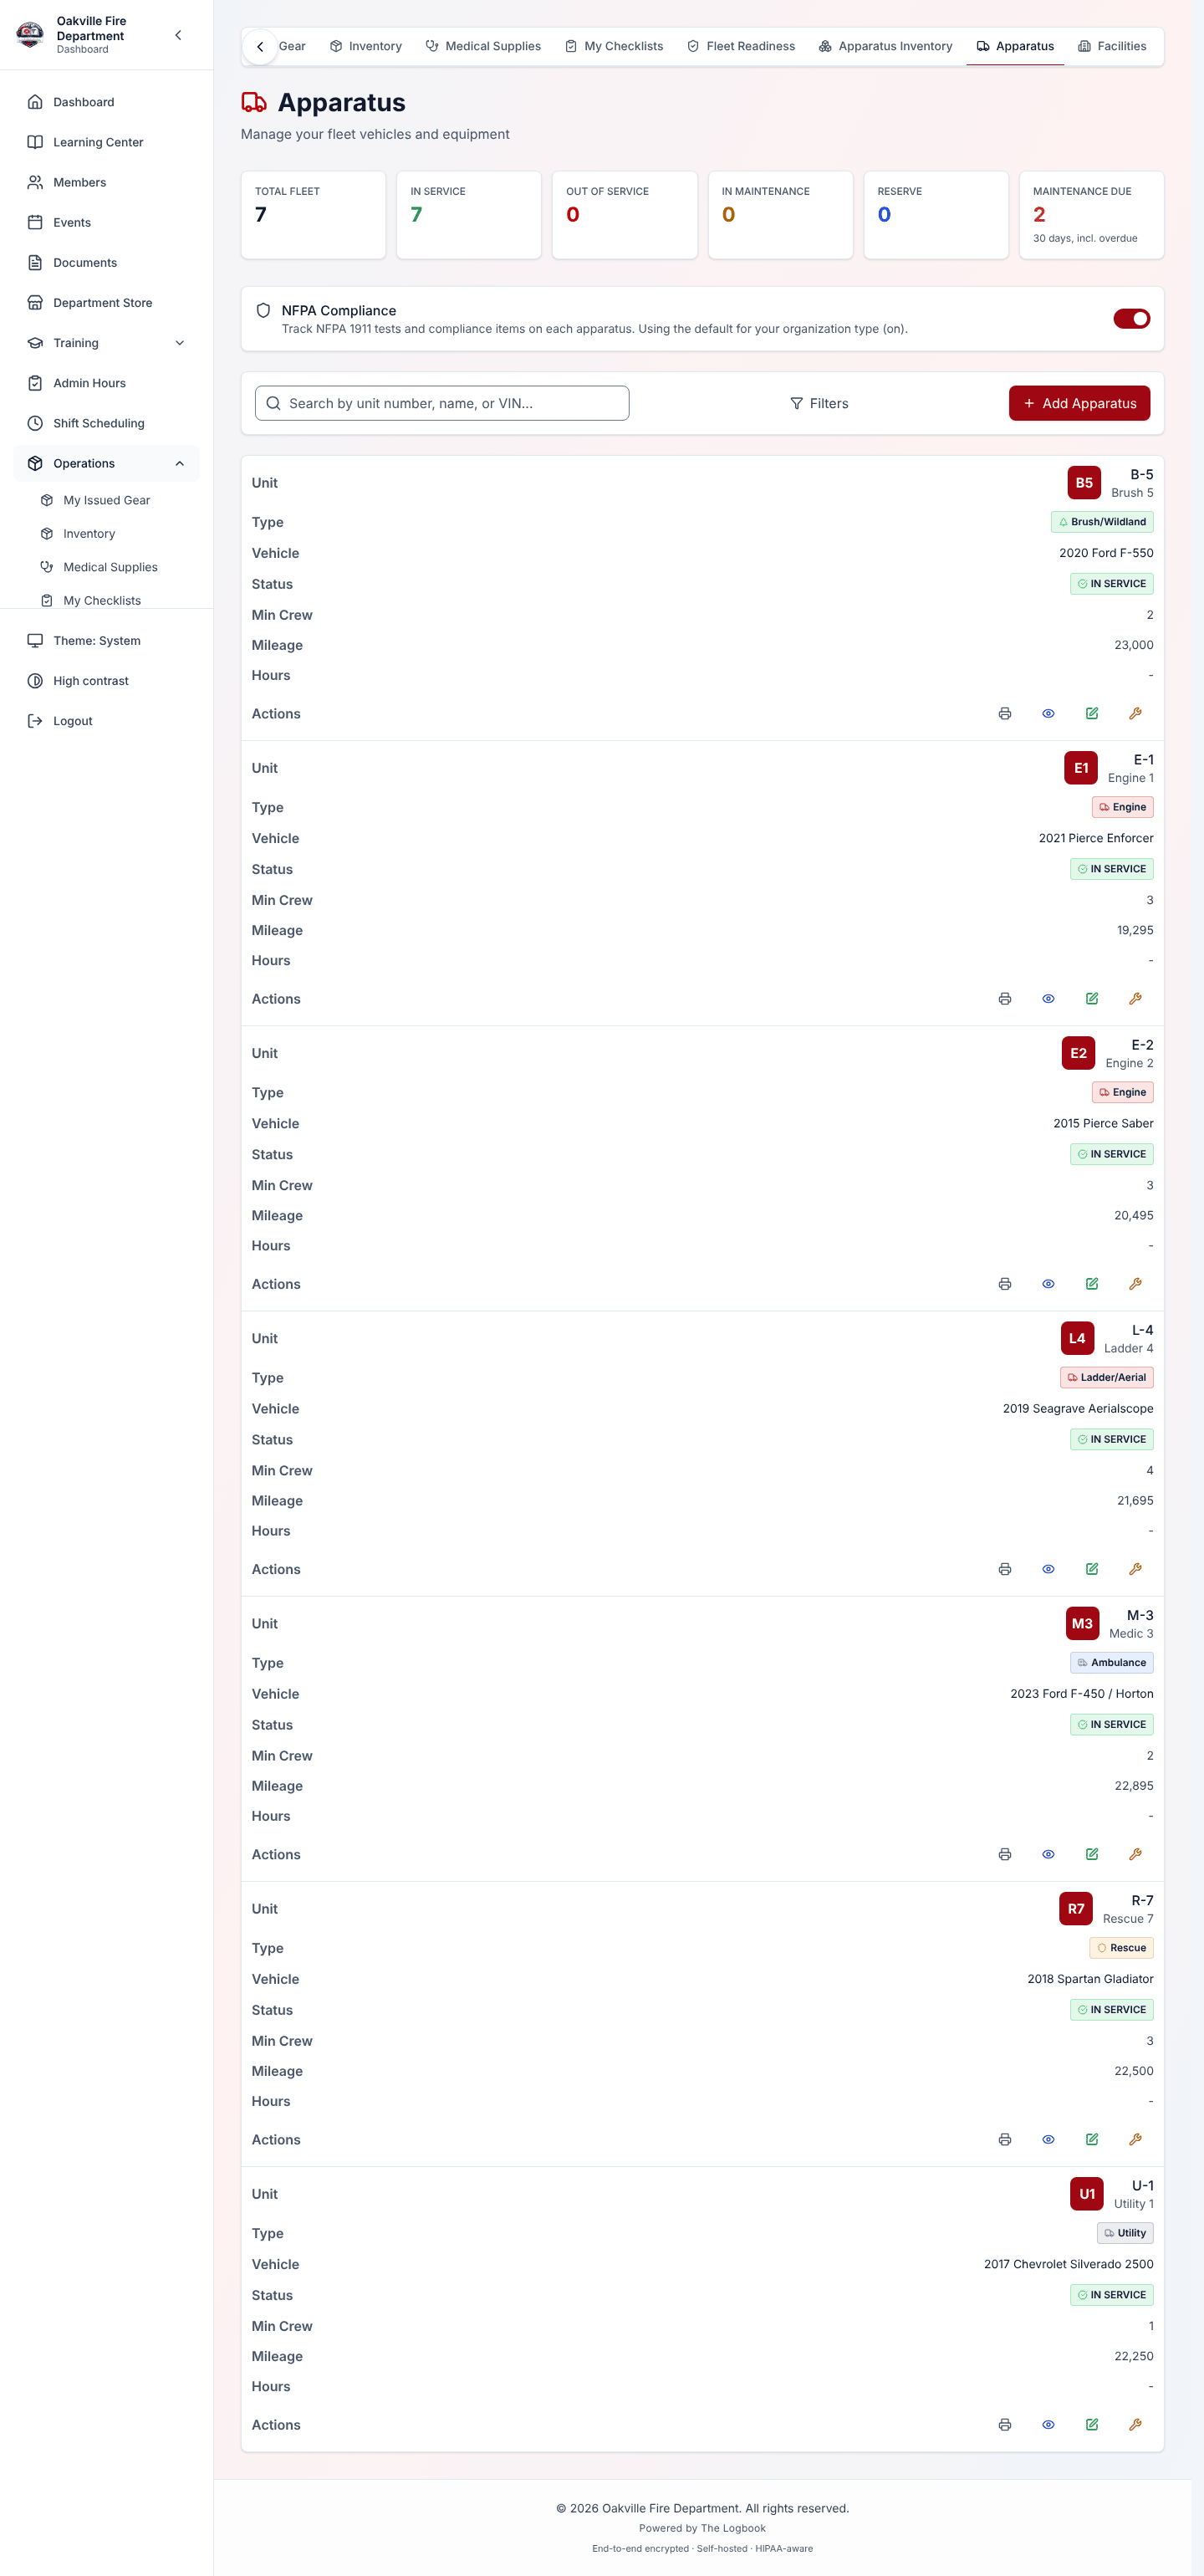 Oakville Fire
Department
Dashboard
Dashboard
Learning Center
Members
Events
Documents
Department Store
Training
Admin Hours
Shift Scheduling
Operations
My Issued Gear
Inventory
Medical Supplies
My Checklists
Theme: System
High contrast
Logout
Gear Inventory Medical Supplies My Checklists Fleet Readiness Apparatus Inventory Apparatus Facilities
Apparatus
Manage your fleet vehicles and equipment
TOTAL FLEET
7
IN SERVICE
7
OUT OF SERVICE
0
IN MAINTENANCE
0
RESERVE
0
MAINTENANCE DUE
2
30 days, incl. overdue
NFPA Compliance
Track NFPA 1911 tests and compliance items on each apparatus. Using the default for your organization type (on).
Search by unit number, name, or VIN...
Filters
+ Add Apparatus
Unit B5 B-5
Brush 5
Type Brush/Wildland
Vehicle 2020 Ford F-550
Status IN SERVICE
Min Crew 2
Mileage 23,000
Hours -
Actions
Unit E1 E-1
Engine 1
Type Engine
Vehicle 2021 Pierce Enforcer
Status IN SERVICE
Min Crew 3
Mileage 19,295
Hours -
Actions
Unit E2 E-2
Engine 2
Type Engine
Vehicle 2015 Pierce Saber
Status IN SERVICE
Min Crew 3
Mileage 20,495
Hours -
Actions
Unit L4 L-4
Ladder 4
Type Ladder/Aerial
Vehicle 2019 Seagrave Aerialscope
Status IN SERVICE
Min Crew 4
Mileage 21,695
Hours -
Actions
Unit M3 M-3
Medic 3
Type Ambulance
Vehicle 2023 Ford F-450 / Horton
Status IN SERVICE
Min Crew 2
Mileage 22,895
Hours -
Actions
Unit R7 R-7
Rescue 7
Type Rescue
Vehicle 2018 Spartan Gladiator
Status IN SERVICE
Min Crew 3
Mileage 22,500
Hours -
Actions
Unit U1 U-1
Utility 1
Type Utility
Vehicle 2017 Chevrolet Silverado 2500
Status IN SERVICE
Min Crew 1
Mileage 22,250
Hours -
Actions
© 2026 Oakville Fire Department. All rights reserved.
Powered by The Logbook
End-to-end encrypted · Self-hosted · HIPAA-aware